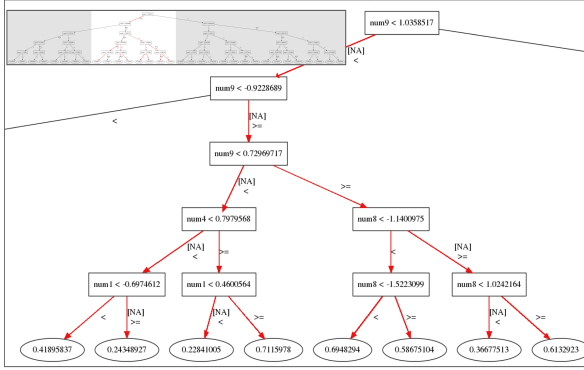 num9 < 1.0358517
[NA]
<
num9 < -0.9228689
<
[NA]
>=
num9 < 0.72969717
[NA]
<
>=
num4 < 0.7979568
num8 < -1.1400975
[NA]
<
>=
<
[NA]
>=
num1 < -0.6974612
num1 < 0.4600564
num8 < -1.5223099
num8 < 1.0242164
<
[NA]
>=
[NA]
<
>=
<
>=
[NA]
<
>=
0.41895837
0.24348927
0.22841005
0.7115978
0.6948294
0.58675104
0.36677513
0.6132923